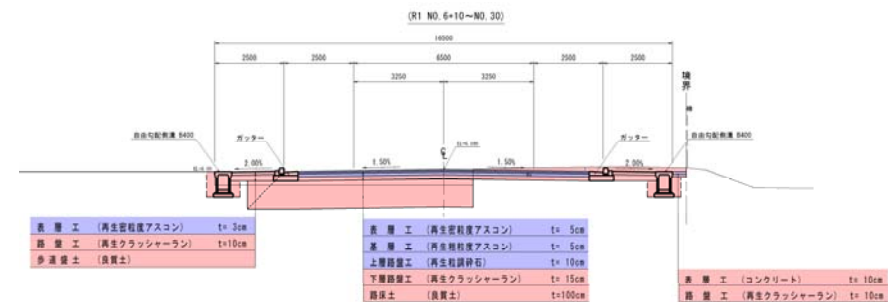 (R1 NO.6+10～NO.30)
16000
2500 2500 6500 2500 2500
3250 3250
境界
自由勾配側溝 B400 ガッター ガッター 自由勾配側溝 B400
2.00% 1.50% 1.50% 2.00%
表層工 (再生密粒度アスコン) t= 3cm
路盤工 (再生クラッシャーラン) t=10cm
歩道盛土 (良質土)
表層工 (再生密粒度アスコン) t= 5cm
基層工 (再生粗粒度アスコン) t= 5cm
上層路盤工 (再生粒調砕石) t= 10cm
下層路盤工 (再生クラッシャーラン) t= 15cm
路床土 (良質土) t=100cm
表層工 (コンクリート) t= 10cm
路盤工 (再生クラッシャーラン) t= 10cm